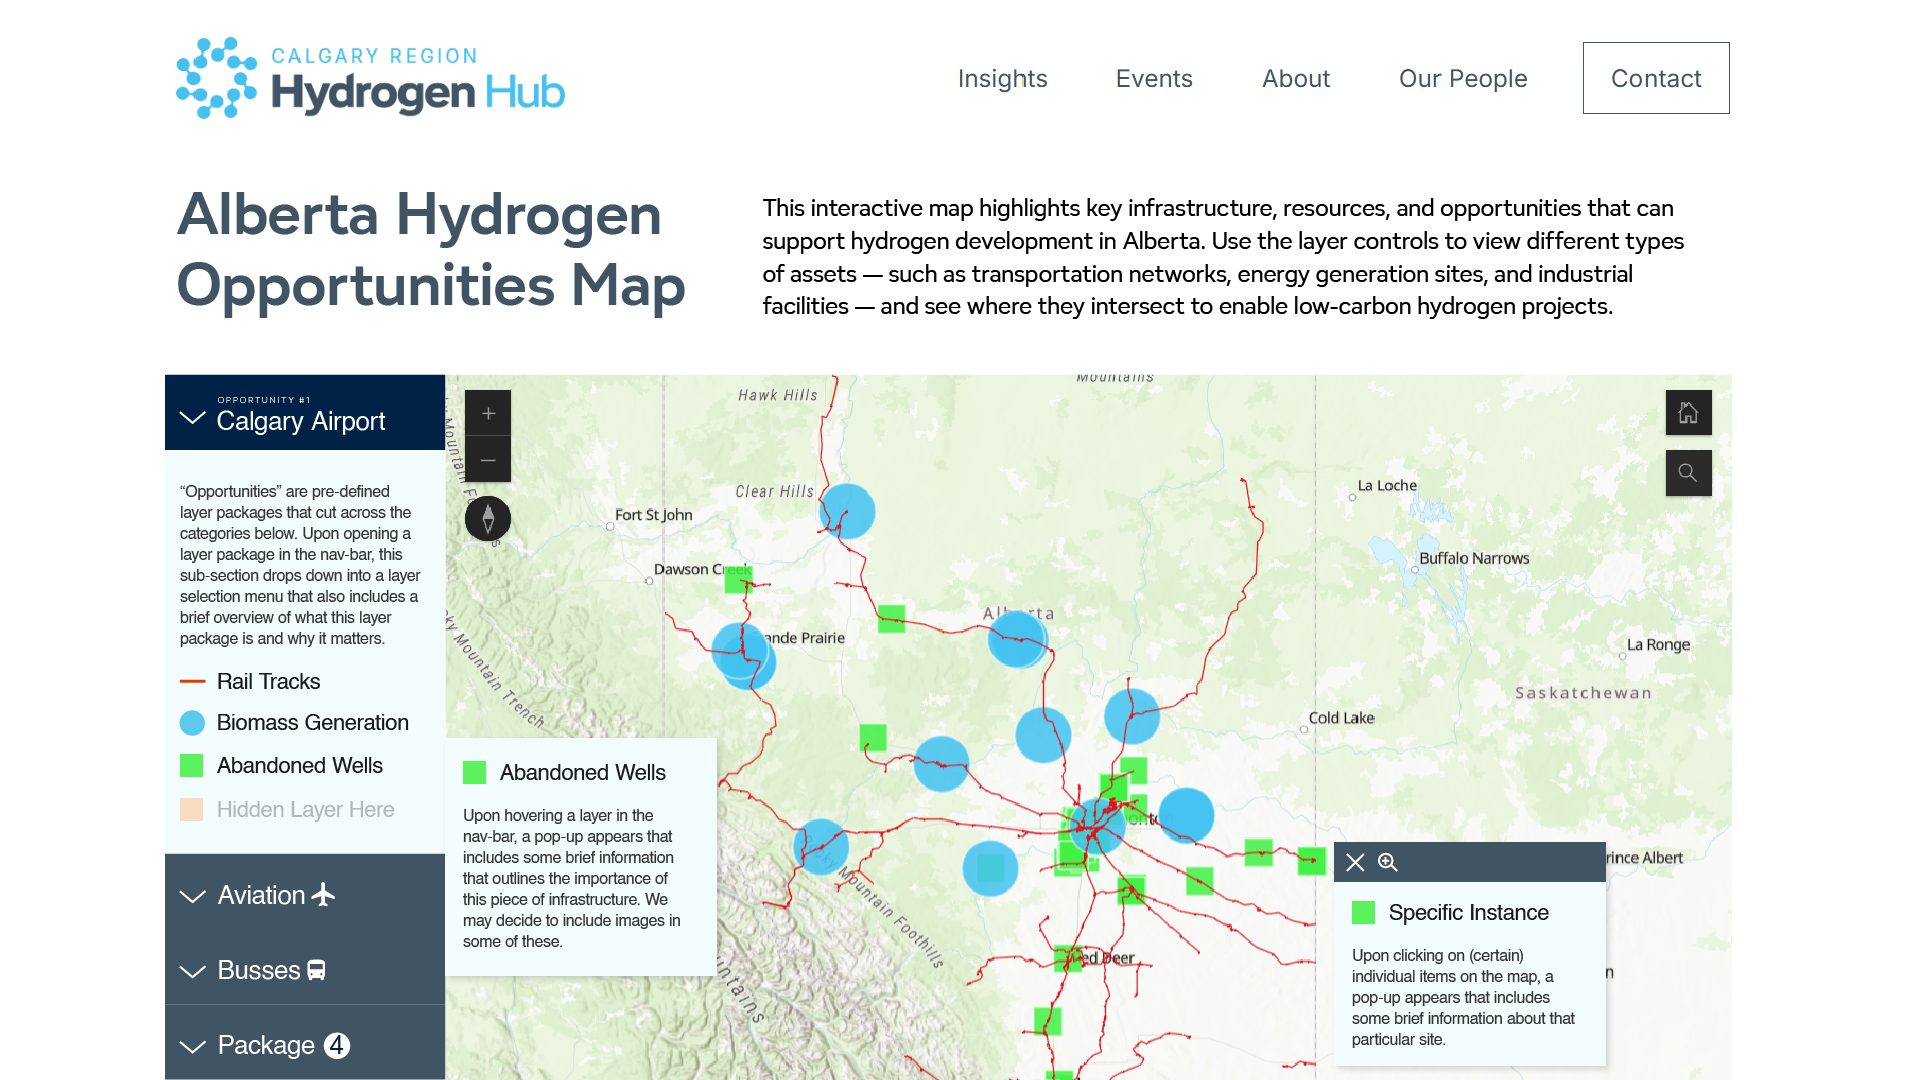 CALGARY REGION
Hydrogen Hub
Insights
Events
About
Our People
Contact
Alberta Hydrogen
Opportunities Map
This interactive map highlights key infrastructure, resources, and opportunities that can
support hydrogen development in Alberta. Use the layer controls to view different types
of assets — such as transportation networks, energy generation sites, and industrial
facilities — and see where they intersect to enable low-carbon hydrogen projects.
OPPORTUNITY #1
Calgary Airport
“Opportunities” are pre-defined
layer packages that cut across the
categories below. Upon opening a
layer package in the nav-bar, this
sub-section drops down into a layer
selection menu that also includes a
brief overview of what this layer
package is and why it matters.
Rail Tracks
Biomass Generation
Abandoned Wells
Hidden Layer Here
Aviation
Busses
Package 4
Mountains
Hawk Hills
Clear Hills
Fort St John
Dawson Creek
ande Prairie
Alberta
La Loche
Buffalo Narrows
La Ronge
Saskatchewan
Cold Lake
rince Albert
ky Mountain Trench
Mountain Foothills
ed Deer
untains
Abandoned Wells
Upon hovering a layer in the
nav-bar, a pop-up appears that
includes some brief information
that outlines the importance of
this piece of infrastructure. We
may decide to include images in
some of these.
Specific Instance
Upon clicking on (certain)
individual items on the map, a
pop-up appears that includes
some brief information about that
particular site.